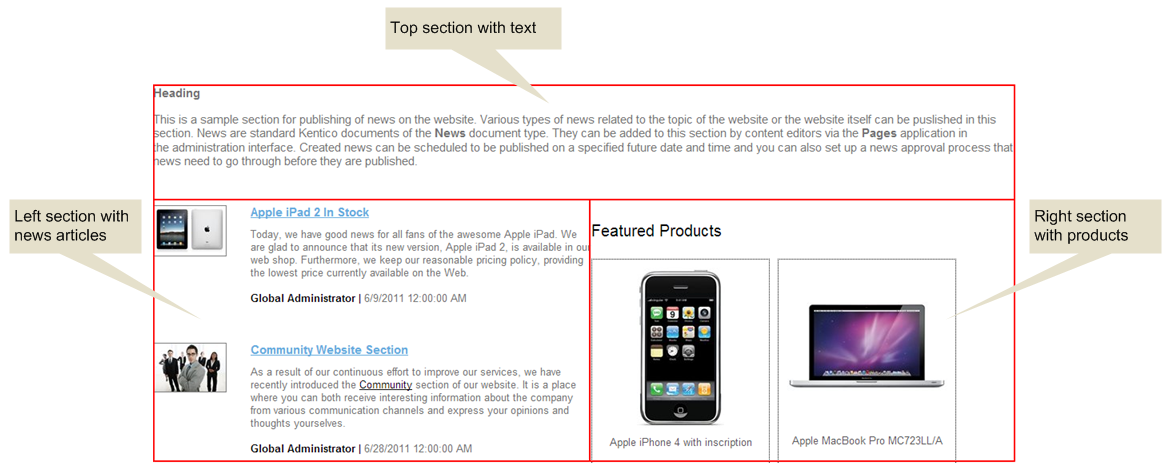 Top section with text
Heading
This is a sample section for publishing of news on the website. Various types of news related to the topic of the website or the website itself can be puslished in this
section. News are standard Kentico documents of the News document type. They can be added to this section by content editors via the Pages application in
the administration interface. Created news can be scheduled to be published on a specified future date and time and you can also set up a news approval process that
news need to go through before they are published.
Left section with
news articles
Apple iPad 2 In Stock
Today, we have good news for all fans of the awesome Apple iPad. We
are glad to announce that its new version, Apple iPad 2, is available in our
web shop. Furthermore, we keep our reasonable pricing policy, providing
the lowest price currently available on the Web.
Global Administrator | 6/9/2011 12:00:00 AM
Community Website Section
As a result of our continuous effort to improve our services, we have
recently introduced the Community section of our website. It is a place
where you can both receive interesting information about the company
from various communication channels and express your opinions and
thoughts yourselves.
Global Administrator | 6/28/2011 12:00:00 AM
Right section
with products
Featured Products
Apple iPhone 4 with inscription
Apple MacBook Pro MC723LL/A